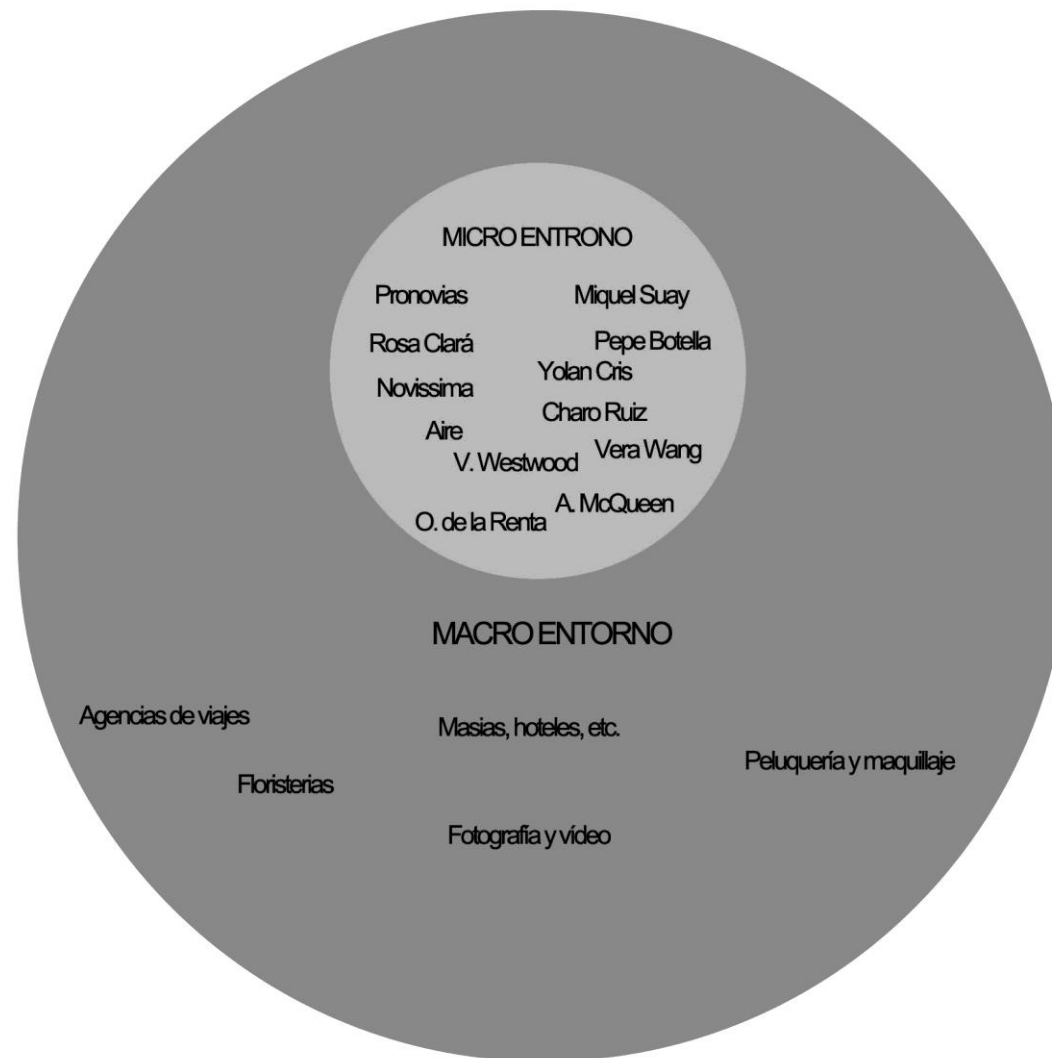 MICRO ENTRONO
Pronovias
Miquel Suay
Rosa Clará
Pepe Botella
Yolan Cris
Novissima
Charo Ruiz
Aire
Vera Wang
V. Westwood
A. McQueen
O. de la Renta
MACRO ENTORNO
Agencias de viajes
Masias, hoteles, etc.
Peluquería y maquillaje
Floristerias
Fotografía y vídeo